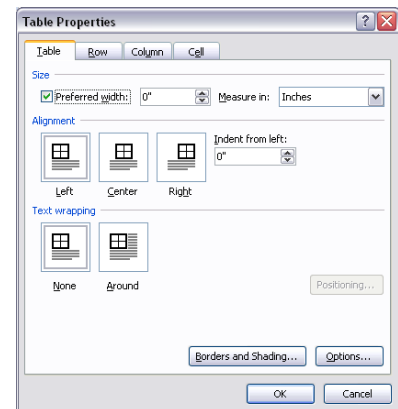 Table Properties
Table Row Column Cell
Size
Preferred width: 0" Measure in: Inches
Alignment
Indent from left:
0"
Left Center Right
Text wrapping
None Around
Positioning...
Borders and Shading... Options...
OK Cancel